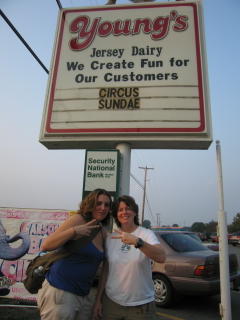 Young's
Jersey Dairy
We Create Fun for
Our Customers
CIRCUS
SUNDAE
Security
National
Bank